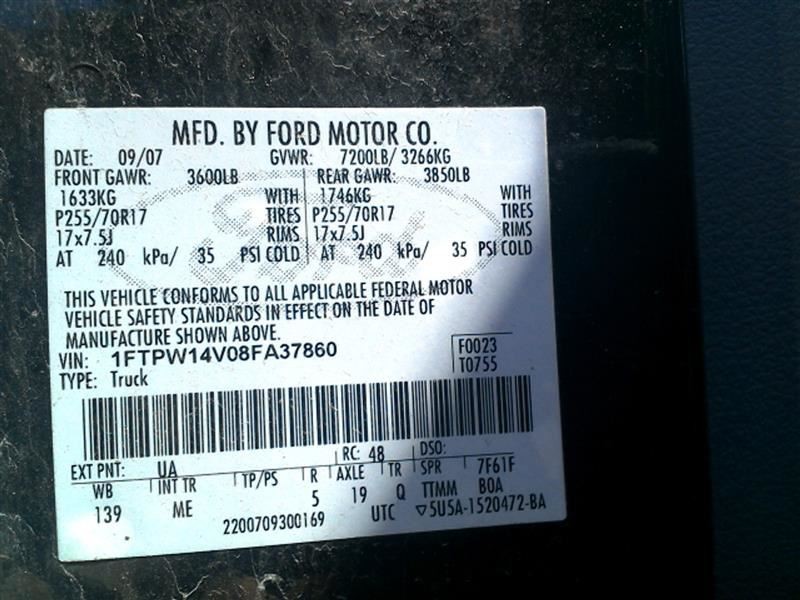 MFD. BY FORD MOTOR CO.
DATE: 09/07 GVWR: 7200LB/ 3266KG
FRONT GAWR: 3600LB REAR GAWR: 3850LB
1633KG WITH 1746KG WITH
P255/70R17 TIRES P255/70R17 TIRES
17x7.5J RIMS 17x7.5J RIMS
AT 240 kPa/ 35 PSI COLD AT 240 kPa/ 35 PSI COLD
Ford
THIS VEHICLE CONFORMS TO ALL APPLICABLE FEDERAL MOTOR
VEHICLE SAFETY STANDARDS IN EFFECT ON THE DATE OF
MANUFACTURE SHOWN ABOVE.
VIN: 1FTPW14V08FA37860 F0023
TYPE: Truck T0755
EXT PNT: UA RC: 48 DSO:
WB INT TR TP/PS R AXLE TR SPR 7F61F
139 ME 5 19 Q TTMM BOA
2200709300169 UTC ▽5U5A-1520472-BA